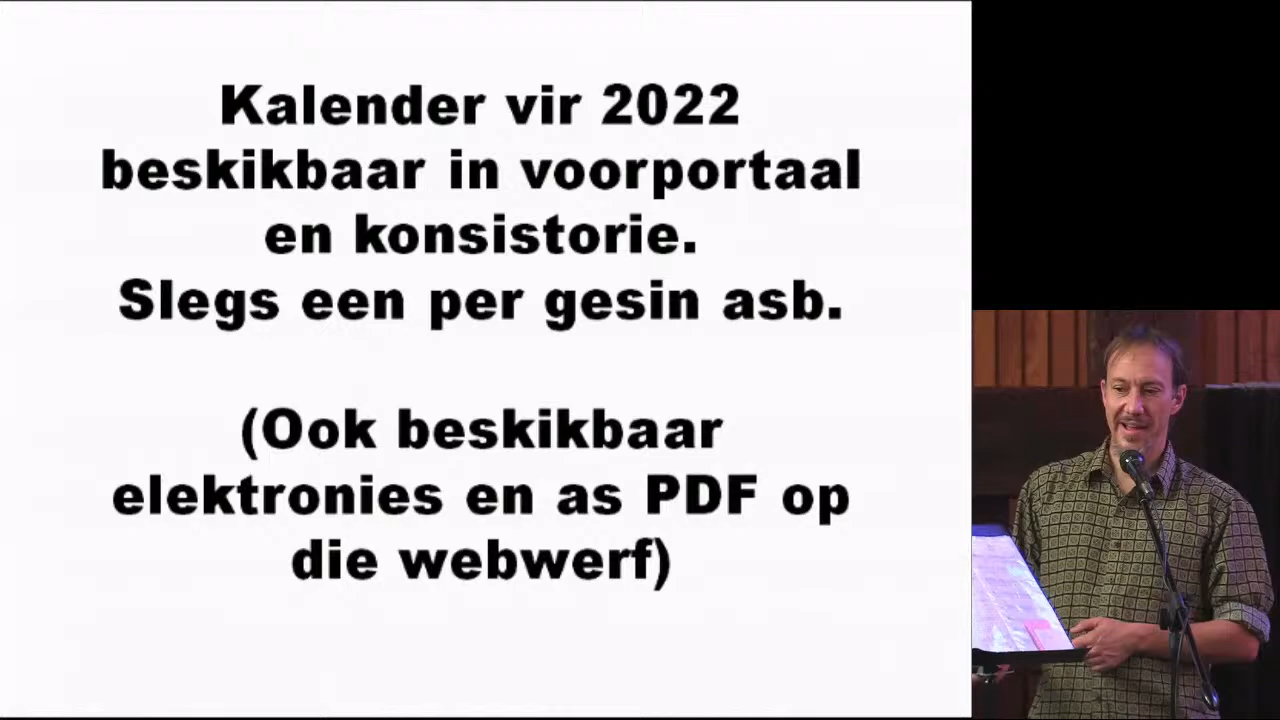 Kalender vir 2022
beskikbaar in voorportaal
en konsistorie.
Slegs een per gesin asb.
(Ook beskikbaar
elektronies en as PDF op
die webwerf)